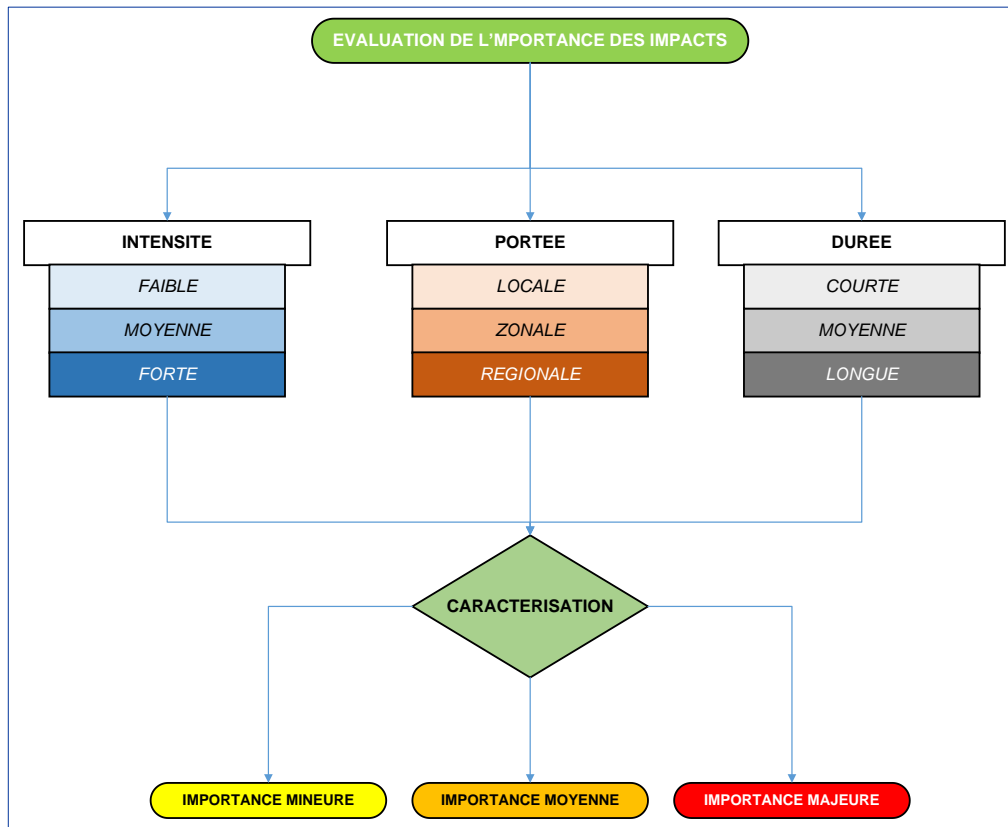 EVALUATION DE L'MPORTANCE DES IMPACTS
INTENSITE
FAIBLE
MOYENNE
FORTE
PORTEE
LOCALE
ZONALE
REGIONALE
DUREE
COURTE
MOYENNE
LONGUE
CARACTERISATION
IMPORTANCE MINEURE
IMPORTANCE MOYENNE
IMPORTANCE MAJEURE